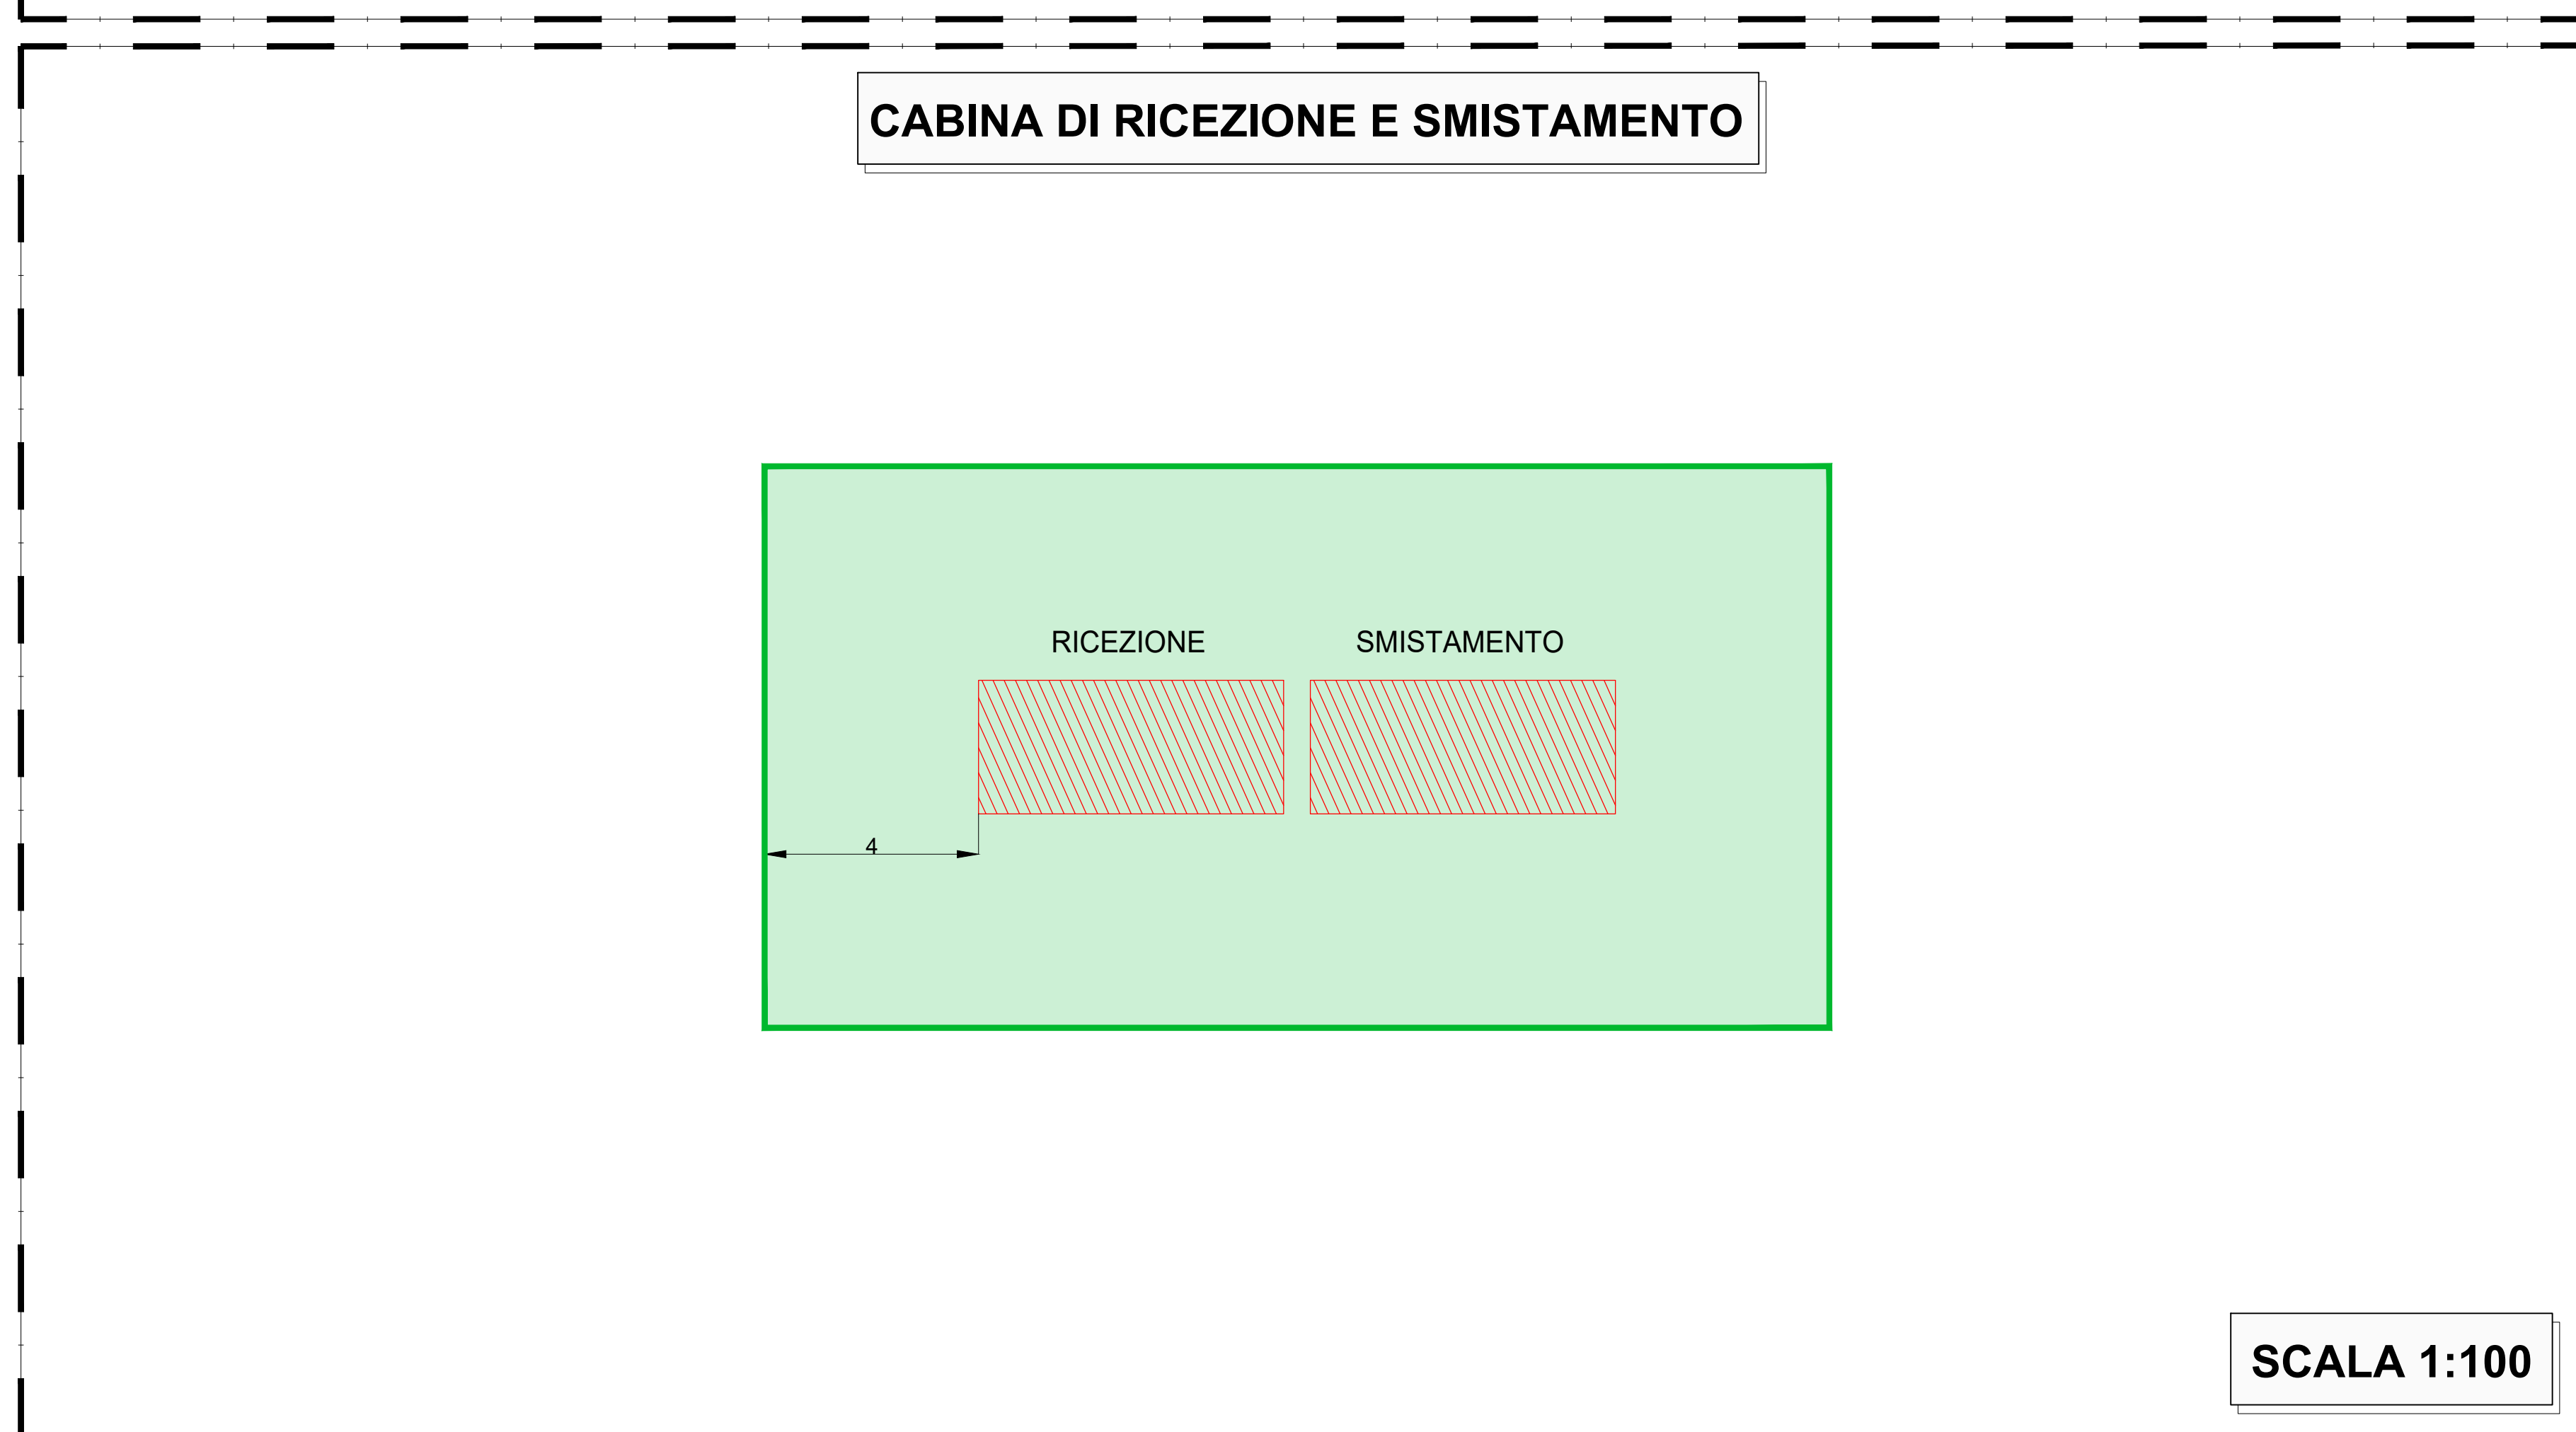 CABINA DI RICEZIONE E SMISTAMENTO
RICEZIONE SMISTAMENTO
4
SCALA 1:100